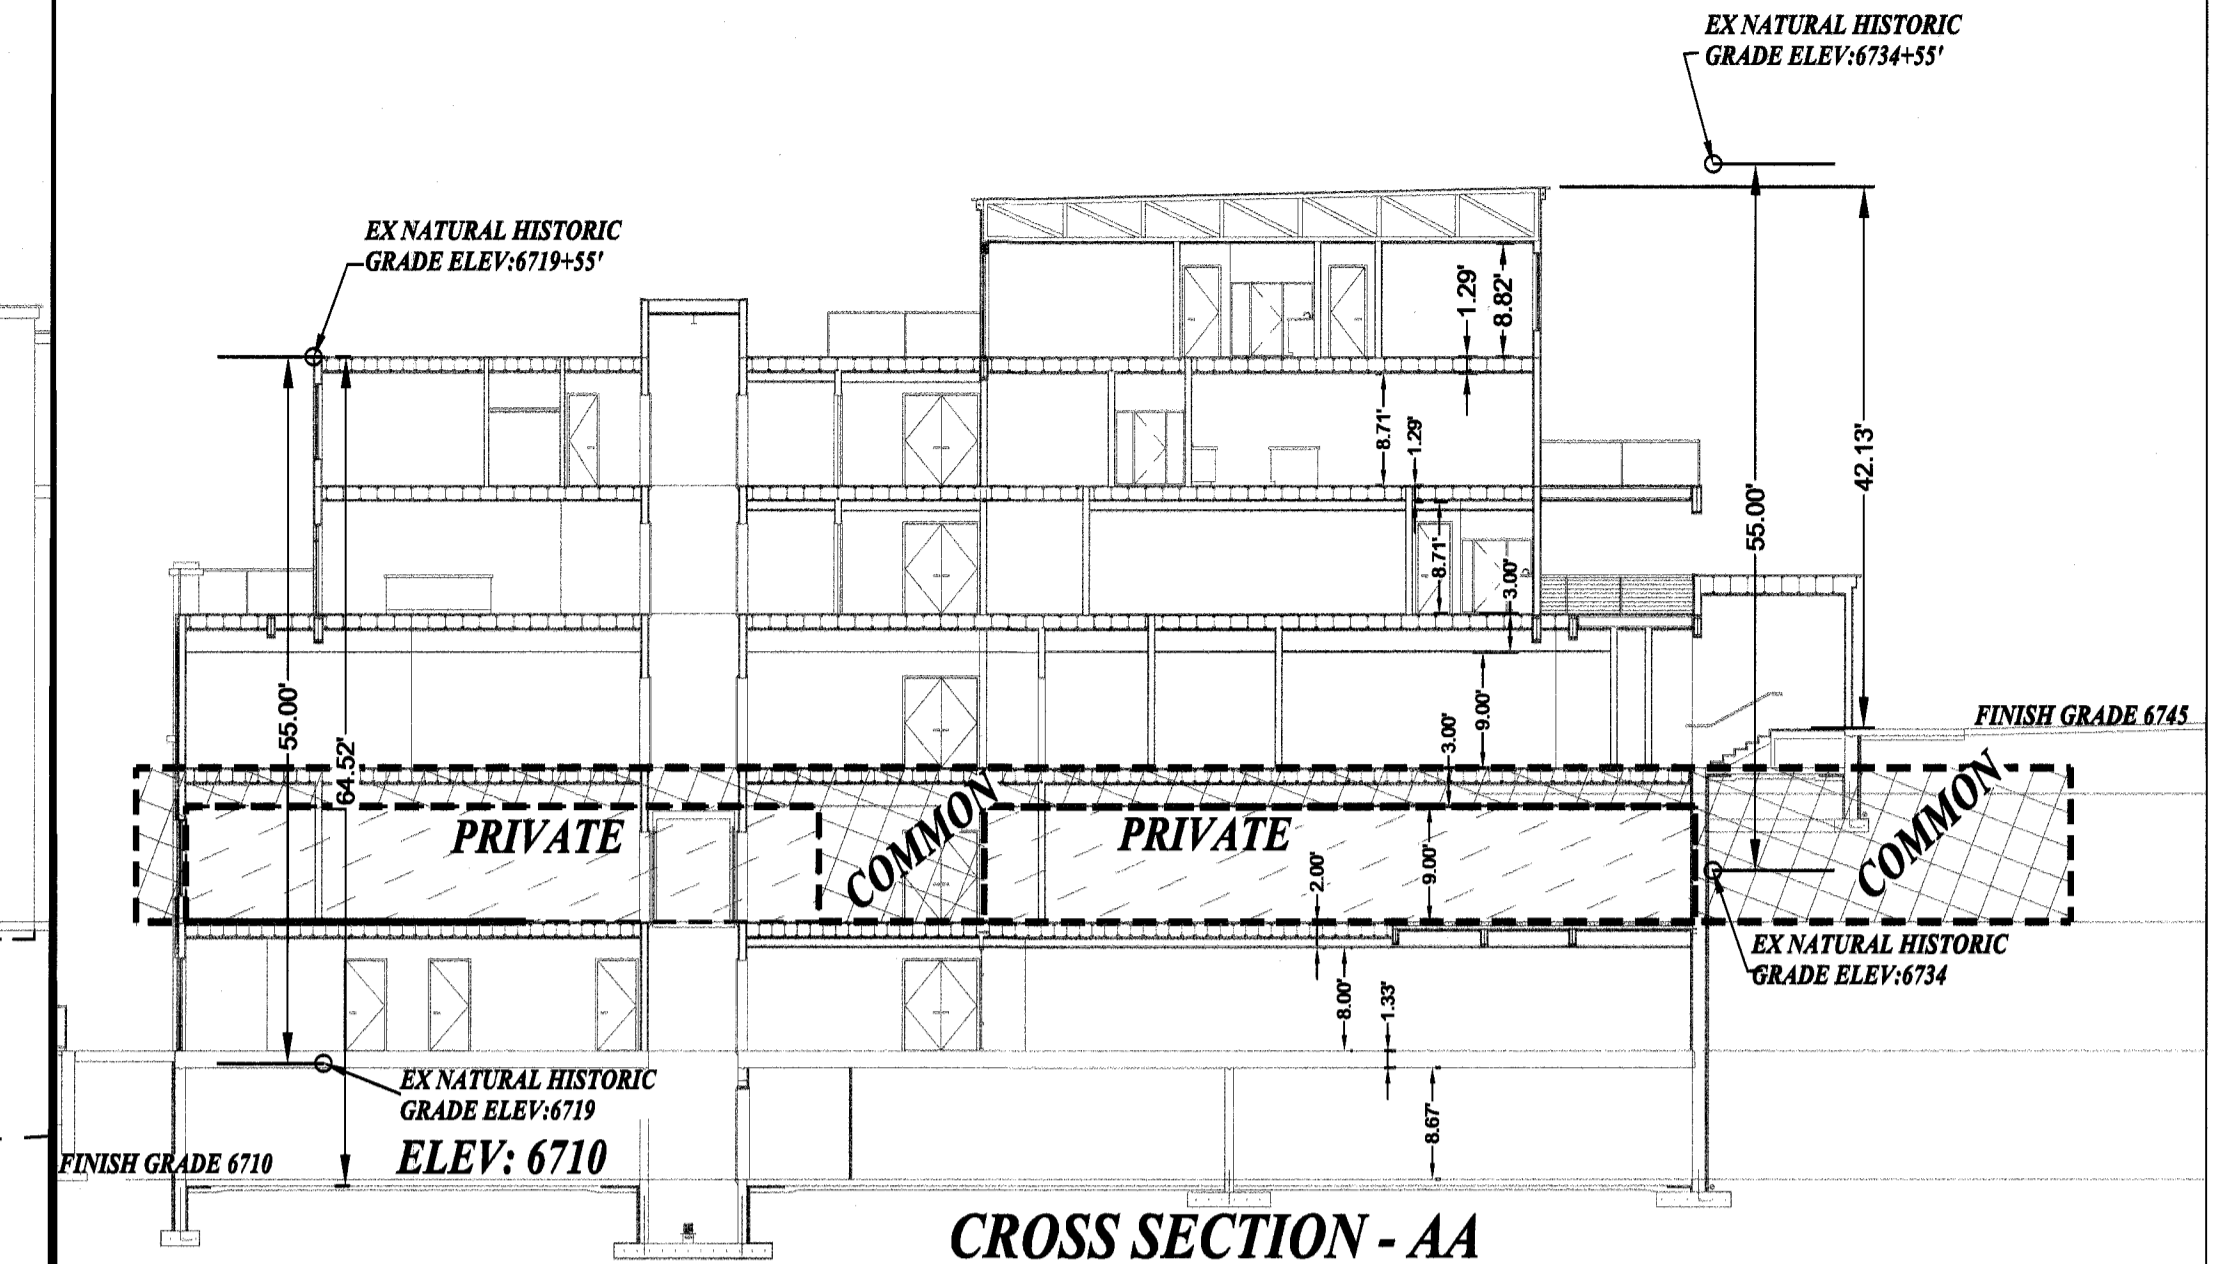 EX NATURAL HISTORIC
GRADE ELEV:6734+55'
EX NATURAL HISTORIC
GRADE ELEV:6719+55'
1.29'
8.82'
8.71'
1.29'
42.13'
55.00'
8.71'
3.00'
55.00'
64.52'
9.00'
3.00'
FINISH GRADE 6745
PRIVATE
COMMON
PRIVATE
COMMON
2.00'
9.00'
EX NATURAL HISTORIC
GRADE ELEV:6734
8.00'
1.33'
EX NATURAL HISTORIC
GRADE ELEV:6719
8.67'
FINISH GRADE 6710
ELEV: 6710
CROSS SECTION - AA